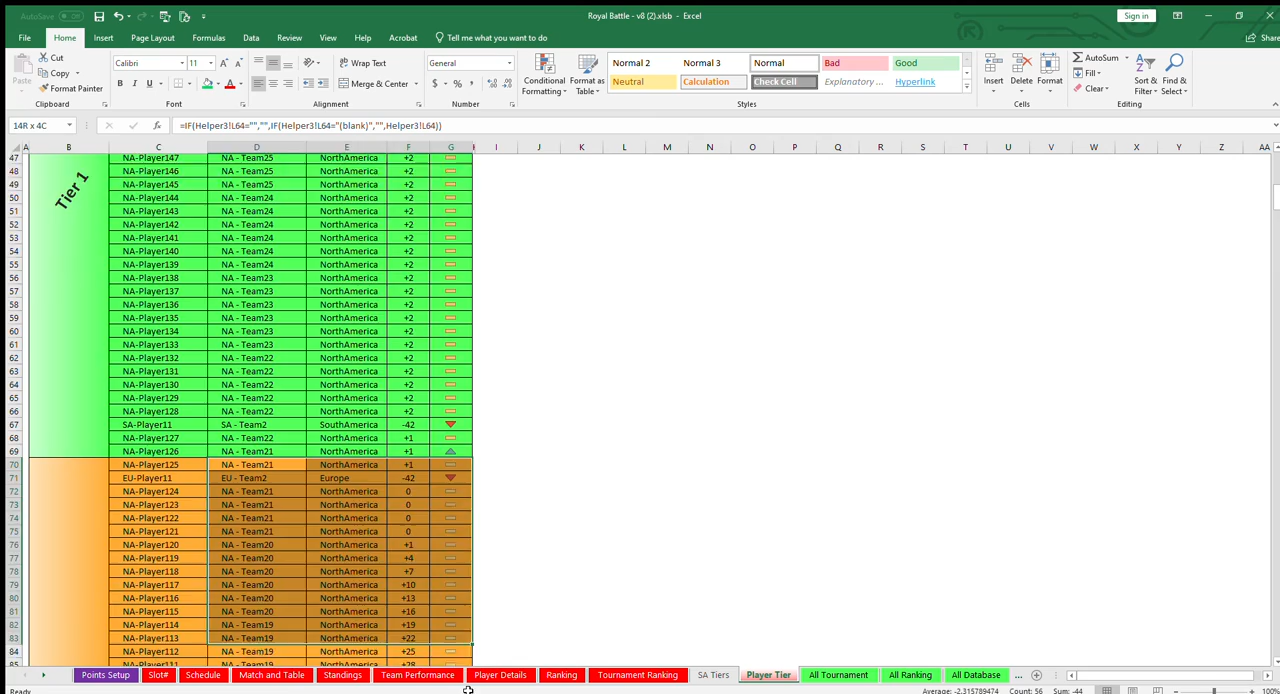 AutoSave Off Royal Battle - v8 (2).xlsb - Excel Sign in
File Home Insert Page Layout Formulas Data Review View Help Acrobat Tell me what you want to do Share
Paste Cut Copy Format Painter Clipboard
Calibri 11 A A B I U A Font
Wrap Text Merge & Center Alignment
General $ % , Number
Conditional Formatting Format as Table
Normal 2 Normal 3 Normal Bad Good
Neutral Calculation Check Cell Explanatory ... Hyperlink
Styles
Insert Delete Format Cells
AutoSum Fill Clear Sort & Filter Find & Select Editing
14R x 4C fx =IF(Helper3!L64="","",IF(Helper3!L64="(blank)","",Helper3!L64))
A B C D E F G H I J K L M N O P Q R S T U V W X Y Z AA
Tier 1
47 NA-Player147 NA - Team25 NorthAmerica +2
48 NA-Player146 NA - Team25 NorthAmerica +2
49 NA-Player145 NA - Team25 NorthAmerica +2
50 NA-Player144 NA - Team24 NorthAmerica +2
51 NA-Player143 NA - Team24 NorthAmerica +2
52 NA-Player142 NA - Team24 NorthAmerica +2
53 NA-Player141 NA - Team24 NorthAmerica +2
54 NA-Player140 NA - Team24 NorthAmerica +2
55 NA-Player139 NA - Team24 NorthAmerica +2
56 NA-Player138 NA - Team23 NorthAmerica +2
57 NA-Player137 NA - Team23 NorthAmerica +2
58 NA-Player136 NA - Team23 NorthAmerica +2
59 NA-Player135 NA - Team23 NorthAmerica +2
60 NA-Player134 NA - Team23 NorthAmerica +2
61 NA-Player133 NA - Team23 NorthAmerica +2
62 NA-Player132 NA - Team22 NorthAmerica +2
63 NA-Player131 NA - Team22 NorthAmerica +2
64 NA-Player130 NA - Team22 NorthAmerica +2
65 NA-Player129 NA - Team22 NorthAmerica +2
66 NA-Player128 NA - Team22 NorthAmerica +2
67 SA-Player11 SA - Team2 SouthAmerica -42
68 NA-Player127 NA - Team22 NorthAmerica +1
69 NA-Player126 NA - Team21 NorthAmerica +1
70 NA-Player125 NA - Team21 NorthAmerica +1
71 EU-Player11 EU - Team2 Europe -42
72 NA-Player124 NA - Team21 NorthAmerica 0
73 NA-Player123 NA - Team21 NorthAmerica 0
74 NA-Player122 NA - Team21 NorthAmerica 0
75 NA-Player121 NA - Team21 NorthAmerica 0
76 NA-Player120 NA - Team20 NorthAmerica +1
77 NA-Player119 NA - Team20 NorthAmerica +4
78 NA-Player118 NA - Team20 NorthAmerica +7
79 NA-Player117 NA - Team20 NorthAmerica +10
80 NA-Player116 NA - Team20 NorthAmerica +13
81 NA-Player115 NA - Team20 NorthAmerica +16
82 NA-Player114 NA - Team19 NorthAmerica +19
83 NA-Player113 NA - Team19 NorthAmerica +22
84 NA-Player112 NA - Team19 NorthAmerica +25
85 NA-Player111 NA - Team19 NorthAmerica +28
Points Setup Slot# Schedule Match and Table Standings Team Performance Player Details Ranking Tournament Ranking SA Tiers Player Tier All Tournament All Ranking All Database ...
Ready Average: -2.315789474 Count: 56 Sum: -44 100%